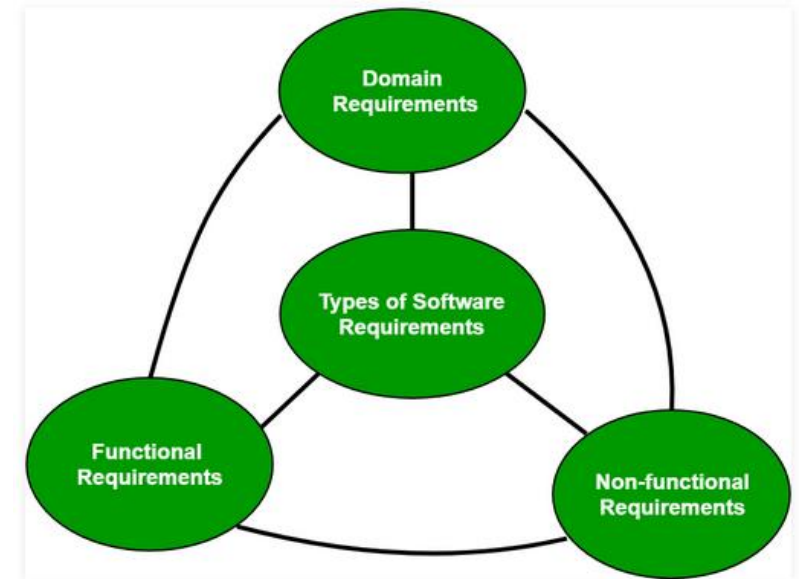 Domain
Requirements
Types of Software
Requirements
Functional
Requirements
Non-functional
Requirements